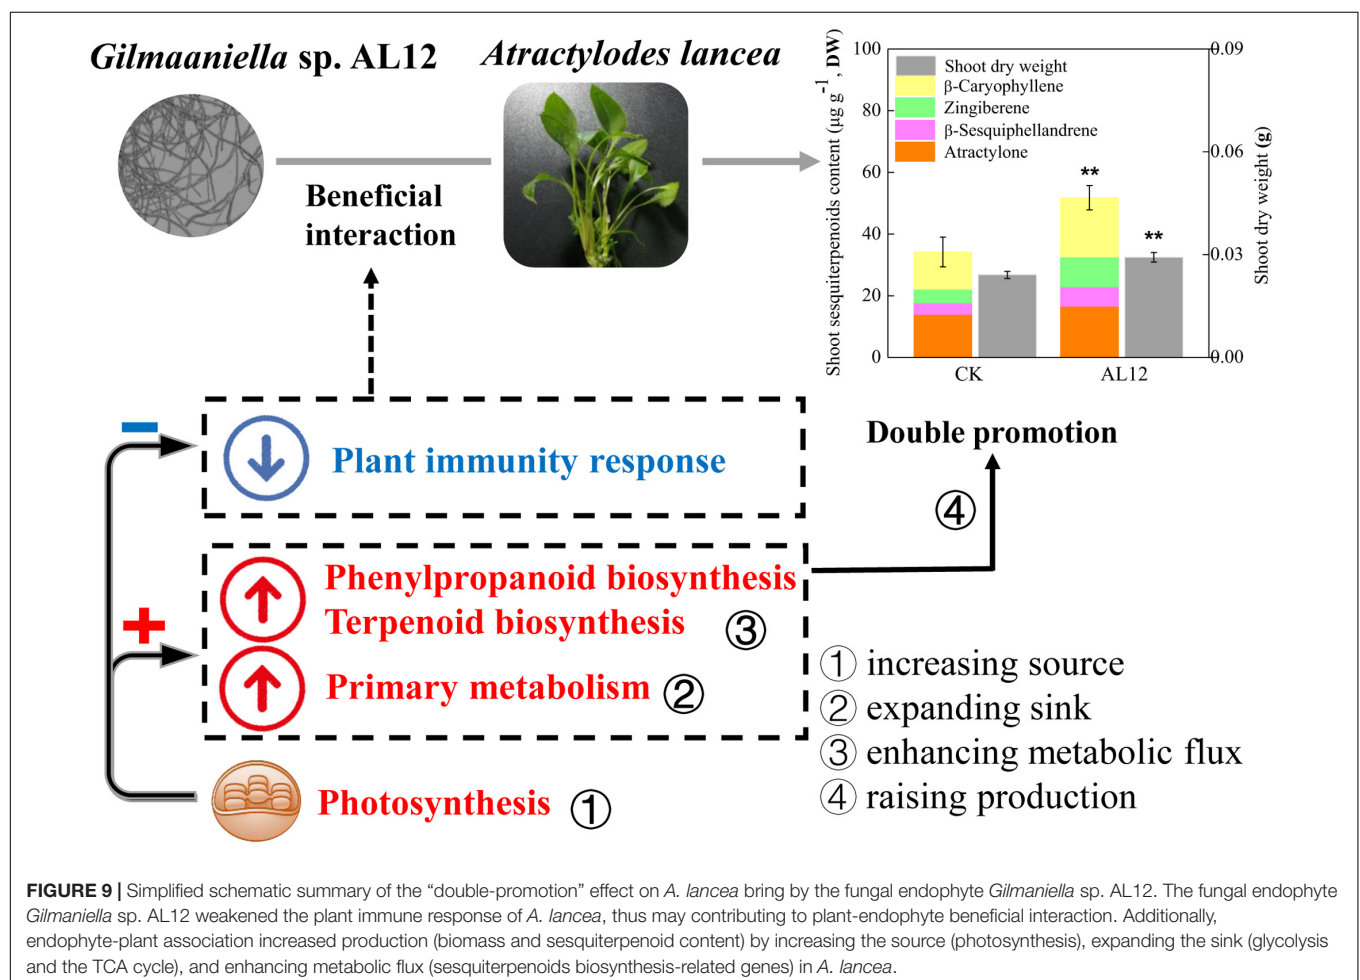 Gilmaaniella sp. AL12
Atractylodes lancea
Beneficial
interaction
Shoot sesquiterpenoids content (µg g⁻¹, DW)
100
80
60
40
20
0
Shoot dry weight
β-Caryophyllene
Zingiberene
β-Sesquiphellandrene
Atractylone
**
**
CK
AL12
0.09
0.06
0.03
0.00
Shoot dry weight (g)
Double promotion
④
−
Plant immunity response
+
Phenylpropanoid biosynthesis
Terpenoid biosynthesis ③
Primary metabolism ②
Photosynthesis ①
① increasing source
② expanding sink
③ enhancing metabolic flux
④ raising production
FIGURE 9 | Simplified schematic summary of the “double-promotion” effect on A. lancea bring by the fungal endophyte Gilmaniella sp. AL12. The fungal endophyte
Gilmaniella sp. AL12 weakened the plant immune response of A. lancea, thus may contributing to plant-endophyte beneficial interaction. Additionally,
endophyte-plant association increased production (biomass and sesquiterpenoid content) by increasing the source (photosynthesis), expanding the sink (glycolysis
and the TCA cycle), and enhancing metabolic flux (sesquiterpenoids biosynthesis-related genes) in A. lancea.